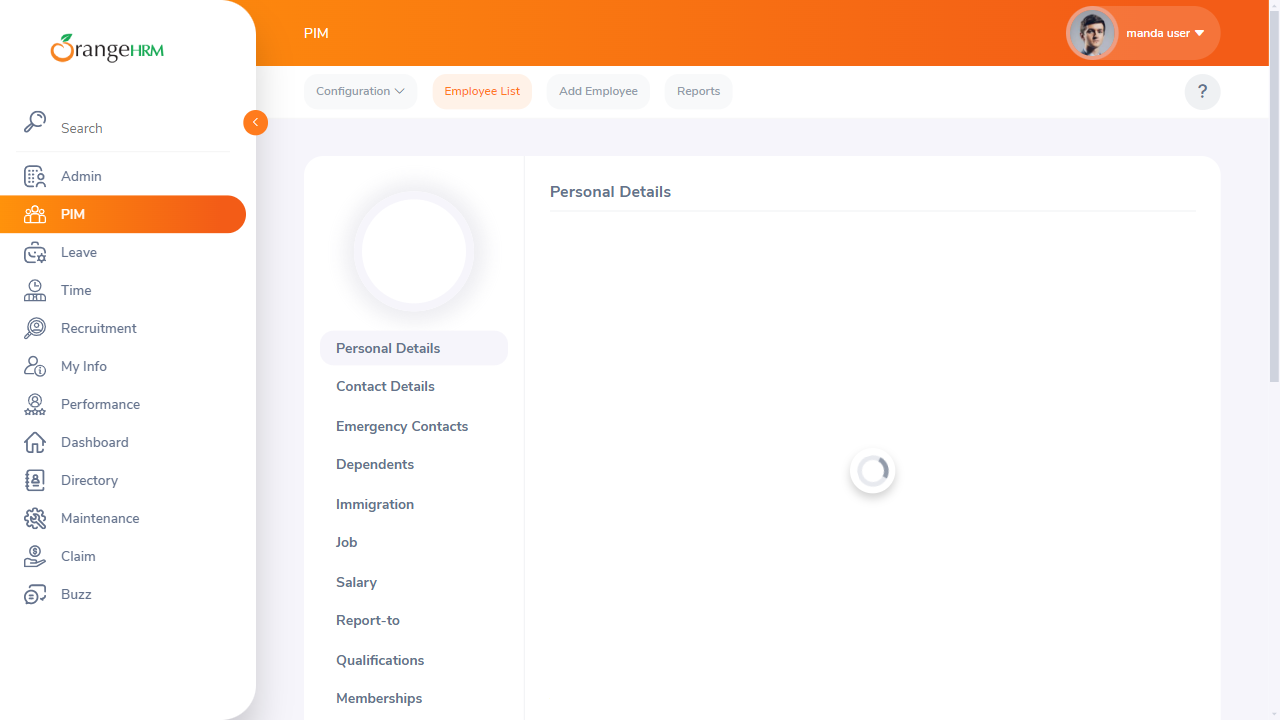 OrangeHRM
PIM
manda user
Configuration
Employee List
Add Employee
Reports
?
Search
Admin
PIM
Leave
Time
Recruitment
My Info
Performance
Dashboard
Directory
Maintenance
Claim
Buzz
Personal Details
Contact Details
Emergency Contacts
Dependents
Immigration
Job
Salary
Report-to
Qualifications
Memberships
Personal Details